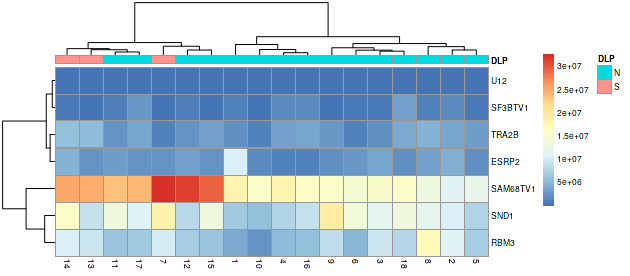 DLP
U12
SF3BTV1
TRA2B
ESRP2
SAM68TV1
SND1
RBM3
14 13 11 17 7 12 15 1 10 4 16 9 6 3 18 8 2 5
3e+07
2.5e+07
2e+07
1.5e+07
1e+07
5e+06
DLP
N
S